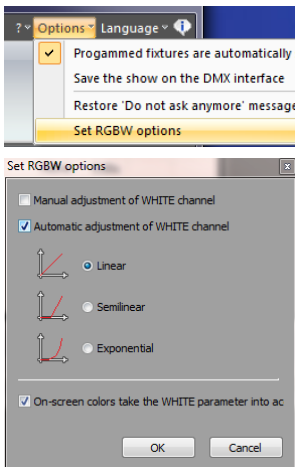 ? Options Language
Progammed fixtures are automatically
Save the show on the DMX interface
Restore 'Do not ask anymore' message
Set RGBW options
Set RGBW options
Manual adjustment of WHITE channel
Automatic adjustment of WHITE channel
Linear
Semilinear
Exponential
On-screen colors take the WHITE parameter into ac
OK Cancel